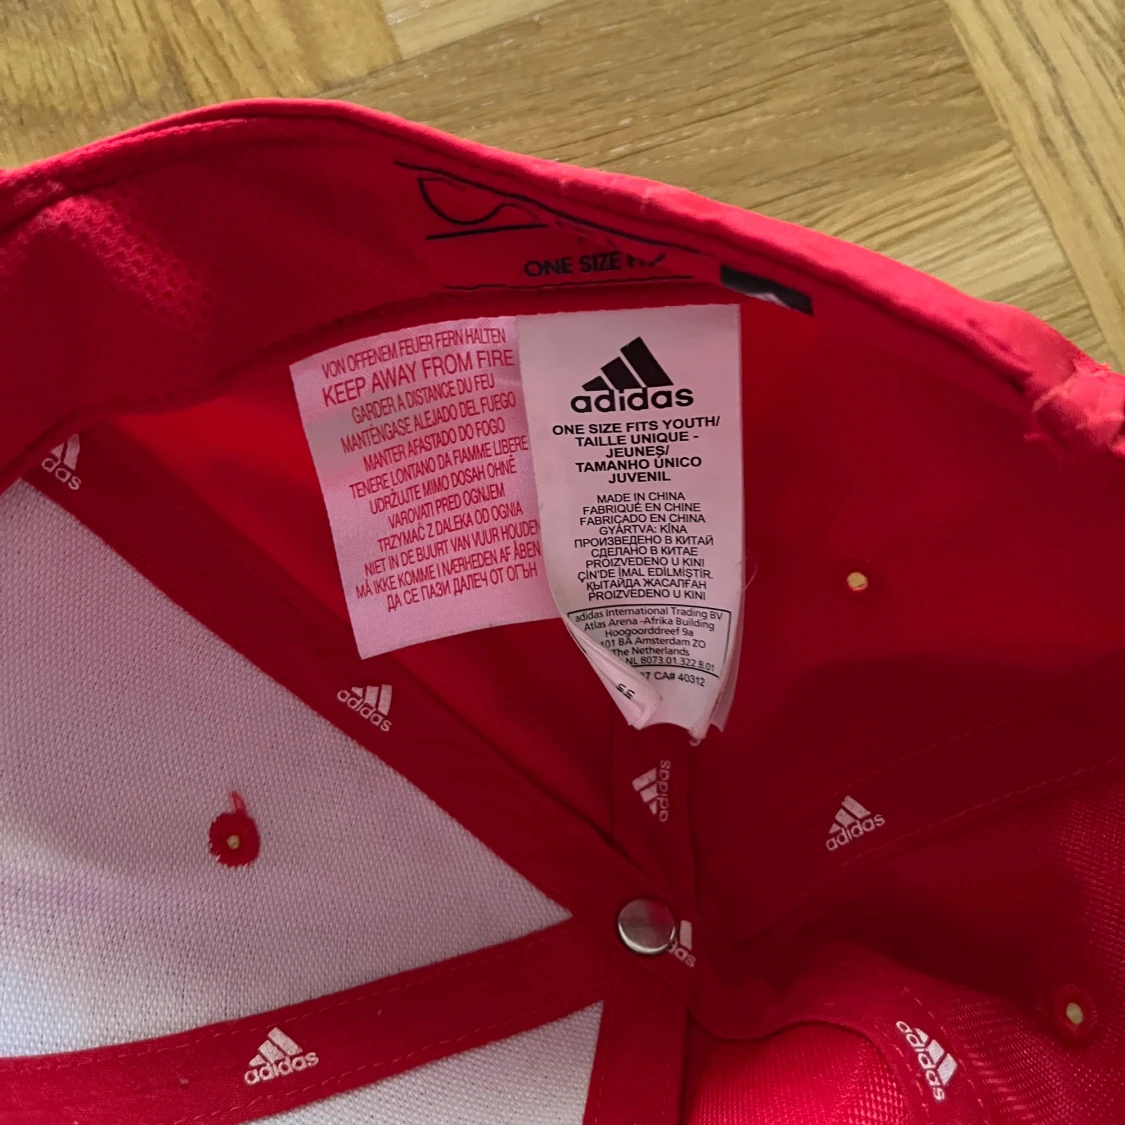 ONE SIZE
VON OFFENEM FEUER FERN HALTEN
KEEP AWAY FROM FIRE
GARDER A DISTANCE DU FEU
MANTÉNGASE ALEJADO DEL FUEGO
MANTER AFASTADO DO FOGO
TENERE LONTANO DA FIAMME LIBERE
UDRŽUJTE MIMO DOSAH OHNĚ
VAROVATI PRED OGNJEM
TRZYMAĆ Z DALEKA OD OGNIA
NIET IN DE BUURT VAN VUUR HOUDEN
MÅ IKKE KOMME I NÆRHEDEN AF ÅBEN
ДА СЕ ПАЗИ ДАЛЕЧ ОТ ОГЪН
adidas
ONE SIZE FITS YOUTH/
TAILLE UNIQUE -
JEUNES/
TAMANHO ÚNICO
JUVENIL
MADE IN CHINA
FABRIQUÉ EN CHINE
FABRICADO EN CHINA
GYÁRTVA: KÍNA
ПРОИЗВЕДЕНО В КИТАЙ
СДЕЛАНО В КИТАЕ
PROIZVEDENO U KINI
ÇİN'DE İMAL EDİLMİŞTİR.
ҚЫТАЙДА ЖАСАЛҒАН
PROIZVEDENO U KINI
adidas International Trading BV
Atlas Arena -Afrika Building
Hoogoorddreef 9a
101 BA Amsterdam ZO
The Netherlands
NL 8073.01.322.B.01
CA# 40312
adidas
adidas
adidas
adidas
adidas